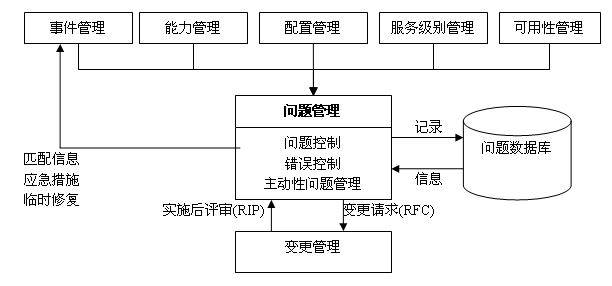 事件管理
能力管理
配置管理
服务级别管理
可用性管理
问题管理
问题控制
错误控制
主动性问题管理
记录
信息
问题数据库
匹配信息
应急措施
临时修复
实施后评审(RIP)
变更请求(RFC)
变更管理